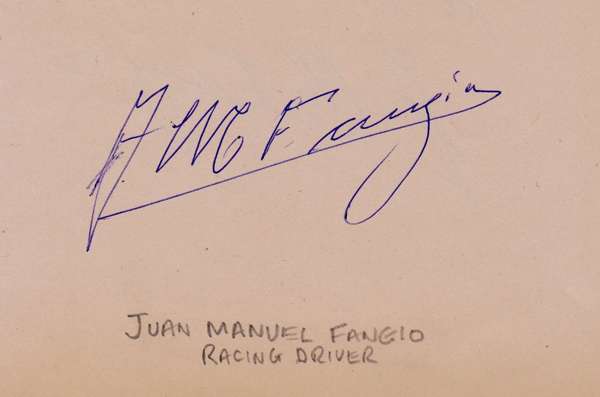 JM Fangio
JUAN MANUEL FANGIO
RACING DRIVER